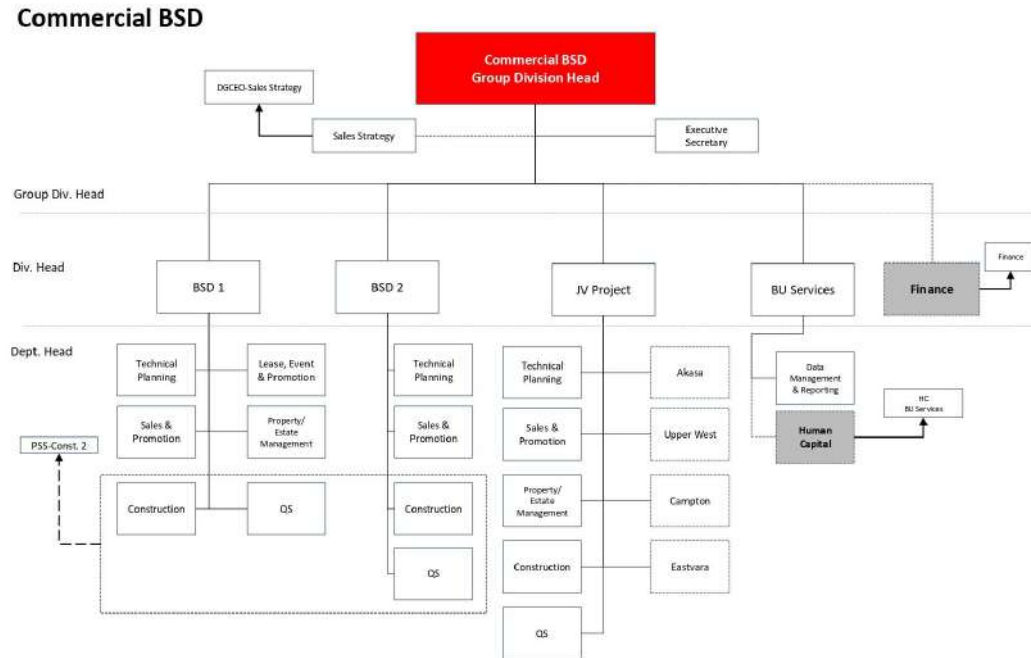 Commercial BSD
Commercial BSD
Group Division Head
DGCEO-Sales Strategy
Sales Strategy
Executive
Secretary
Group Div. Head
Div. Head
BSD 1
BSD 2
JV Project
BU Services
Finance
Finance
Dept. Head
Technical
Planning
Lease, Event
& Promotion
Technical
Planning
Technical
Planning
Akasa
Data
Management
& Reporting
Sales &
Promotion
Property/
Estate
Management
Sales &
Promotion
Sales &
Promotion
Upper West
Human
Capital
HC
BU Services
PSS-Const. 2
Construction
QS
Construction
Property/
Estate
Management
Campton
QS
Construction
Eastvara
QS